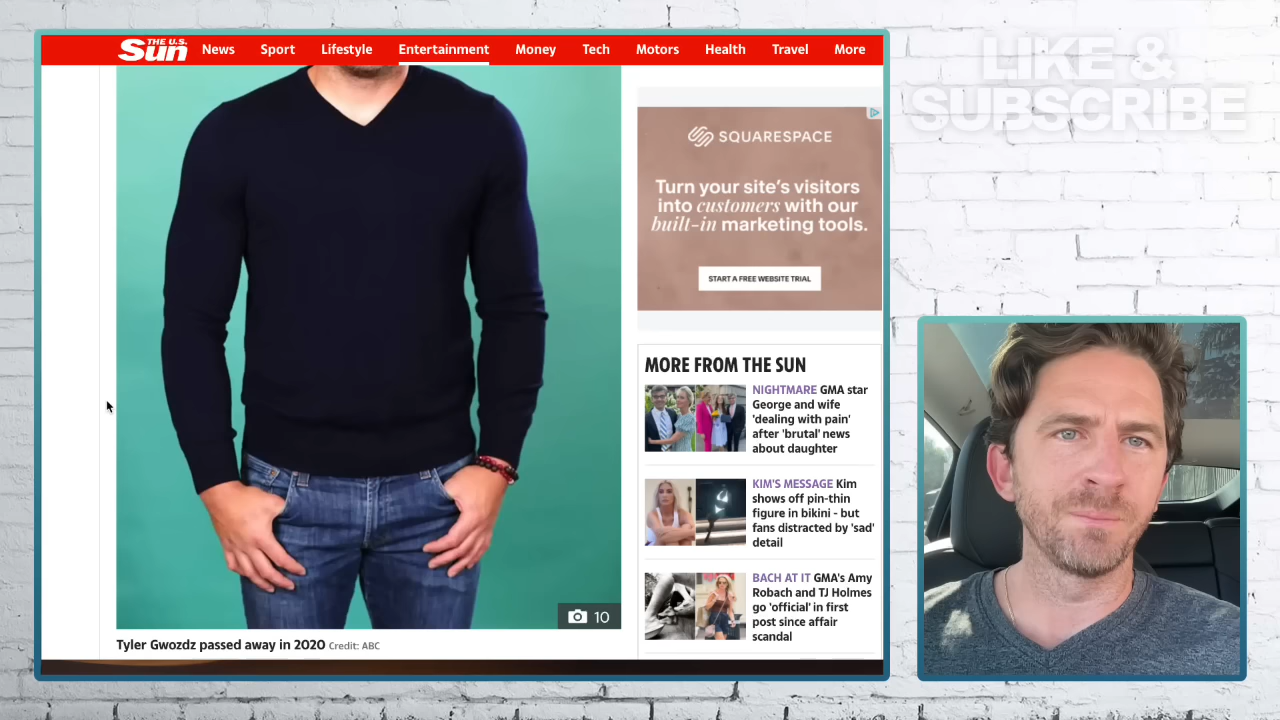 THE U.S.
Sun
News Sport Lifestyle Entertainment Money Tech Motors Health Travel More
LIKE &
SUBSCRIBE
SQUARESPACE
Turn your site's visitors
into customers with our
built-in marketing tools.
START A FREE WEBSITE TRIAL
MORE FROM THE SUN
NIGHTMARE GMA star
George and wife
'dealing with pain'
after 'brutal' news
about daughter
KIM'S MESSAGE Kim
shows off pin-thin
figure in bikini - but
fans distracted by 'sad'
detail
BACH AT IT GMA's Amy
Robach and TJ Holmes
go 'official' in first
post since affair
scandal
10
Tyler Gwozdz passed away in 2020 Credit: ABC